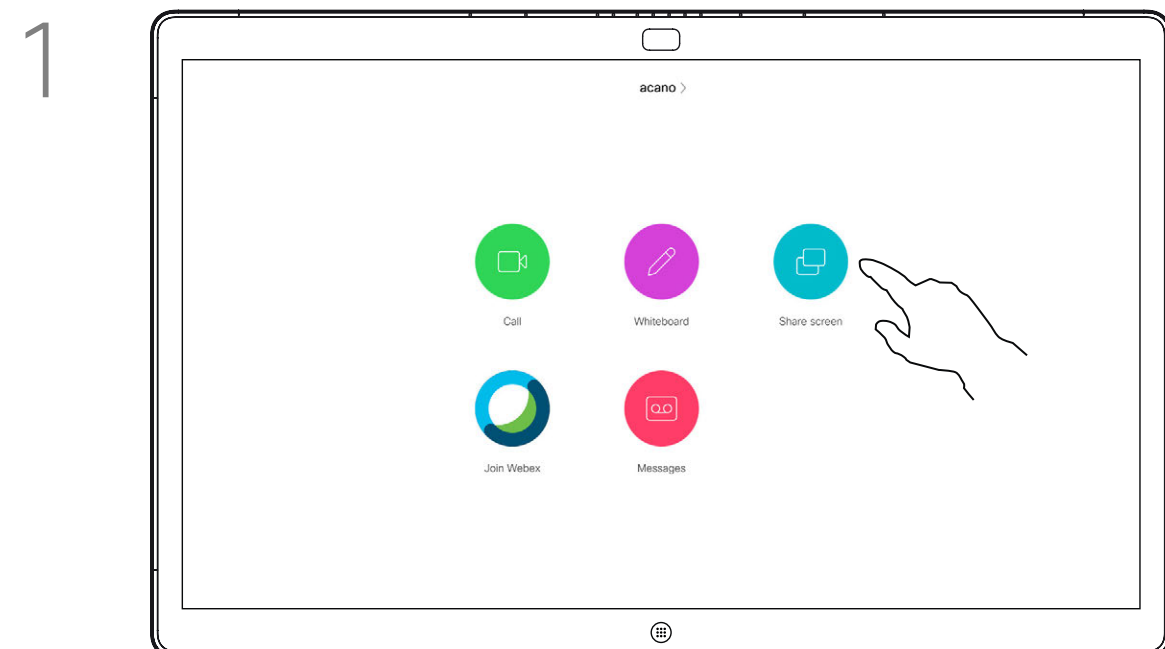 1
acano >
Call
Whiteboard
Share screen
Join Webex
Messages